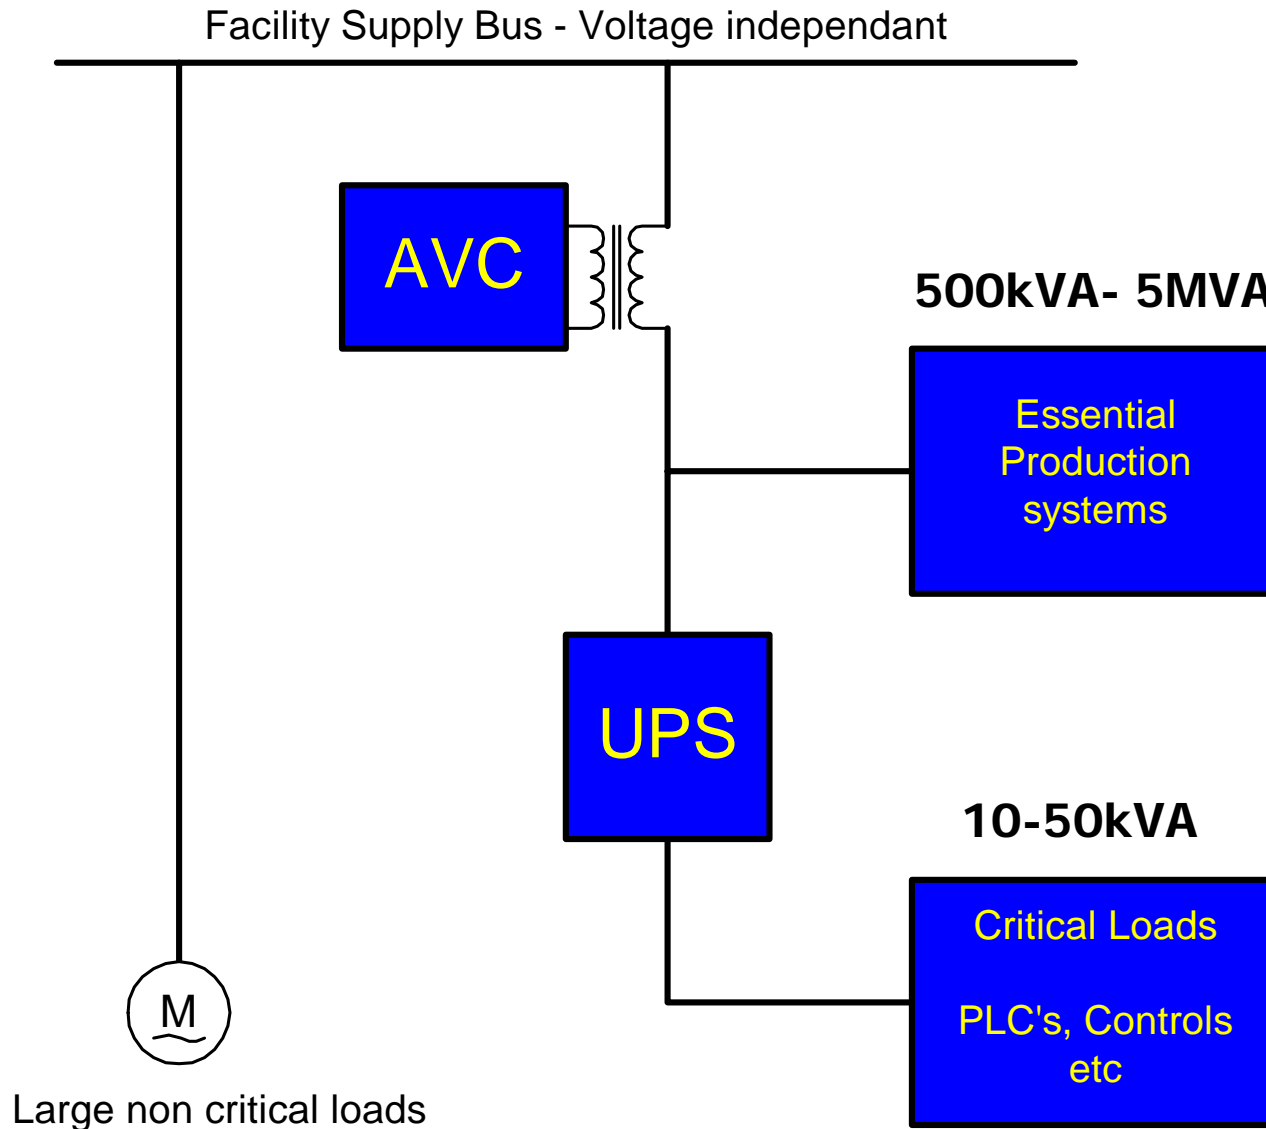 Facility Supply Bus - Voltage independant
AVC
500kVA- 5MVA
Essential
Production
systems
UPS
10-50kVA
Critical Loads
PLC's, Controls
etc
M
Large non critical loads